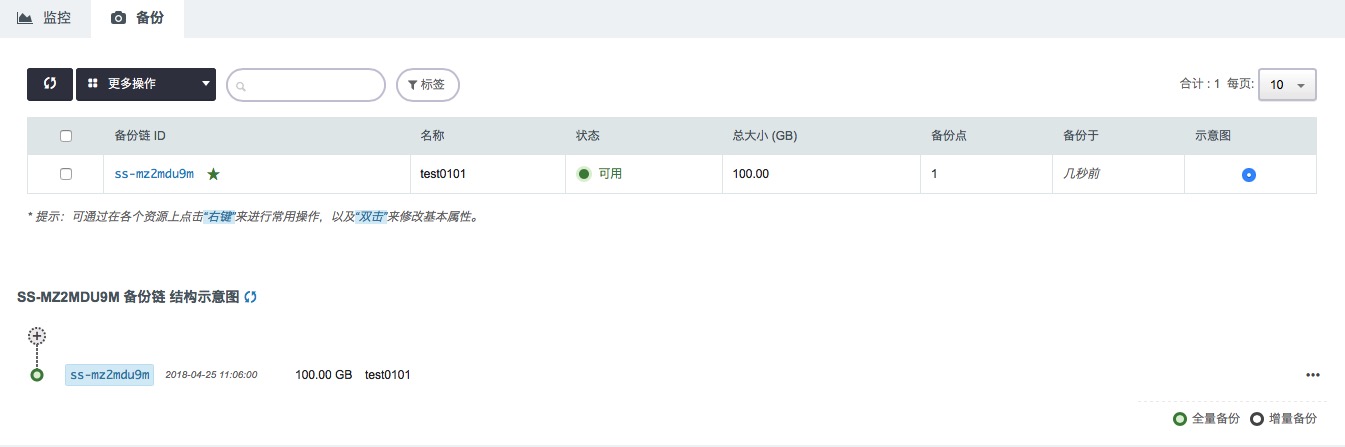 监控 备份
更多操作 标签 合计 : 1 每页: 10
备份链 ID 名称 状态 总大小 (GB) 备份点 备份于 示意图
ss-mz2mdu9m test0101 可用 100.00 1 几秒前
* 提示：可通过在各个资源上点击“右键”来进行常用操作，以及“双击”来修改基本属性。
SS-MZ2MDU9M 备份链 结构示意图
ss-mz2mdu9m 2018-04-25 11:06:00 100.00 GB test0101
全量备份 增量备份